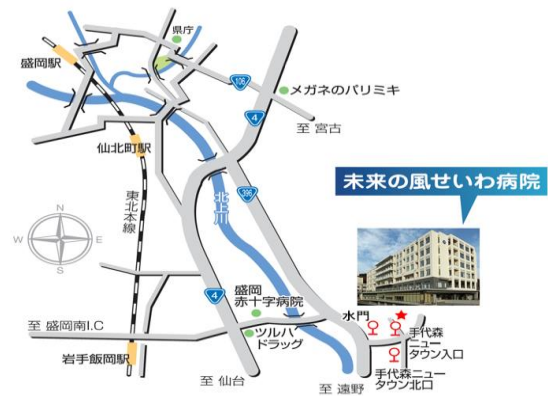 県庁
盛岡駅
106
メガネのパリミキ
4
至 宮古
仙北町駅
未来の風せいわ病院
東北本線
396
北上川
N
W
E
S
4
盛岡
赤十字病院
水門
至 盛岡南I.C
ツルハ
ドラッグ
手代森
ニュー
タウン入口
岩手飯岡駅
手代森ニュー
タウン北口
至 仙台
至 遠野